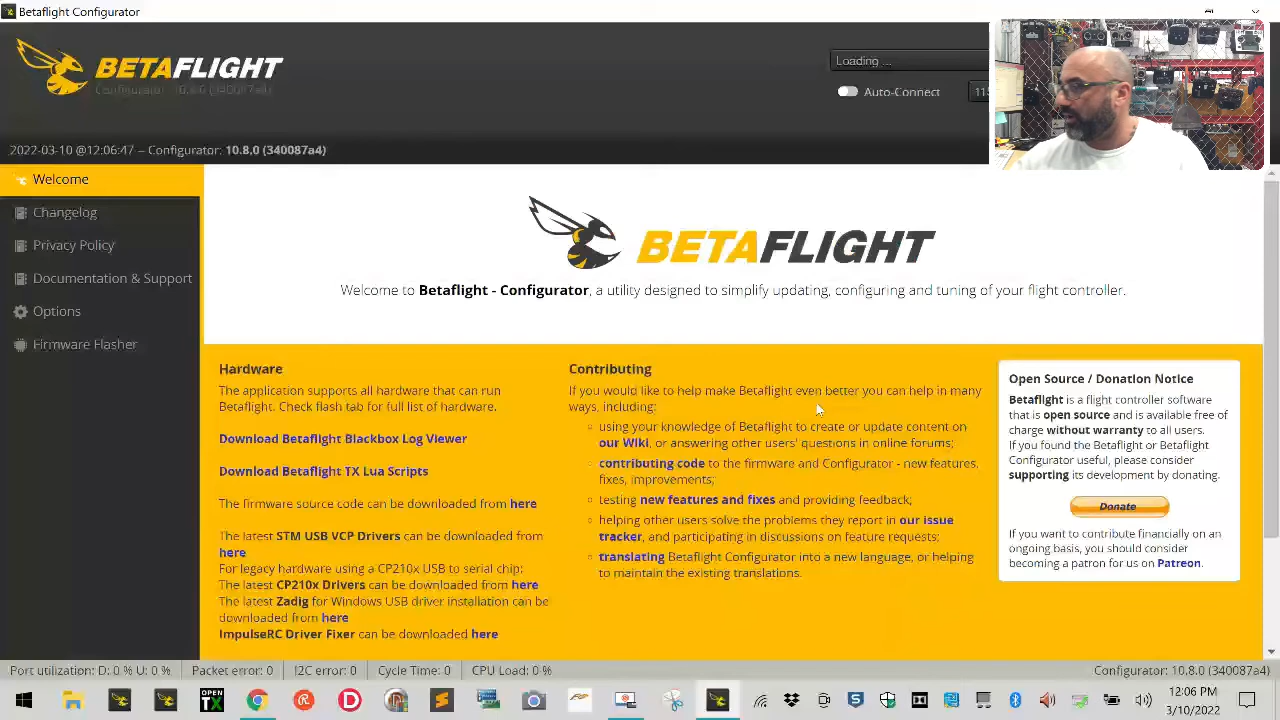 Betaflight Configurator
BETAFLIGHT
Configurator - 10.8.0 (340087a4)
Loading ...
Auto-Connect
115
2022-03-10 @12:06:47 -- Configurator: 10.8.0 (340087a4)
Welcome
Changelog
Privacy Policy
Documentation & Support
Options
Firmware Flasher
BETAFLIGHT
Welcome to Betaflight - Configurator, a utility designed to simplify updating, configuring and tuning of your flight controller.
Hardware
The application supports all hardware that can run
Betaflight. Check flash tab for full list of hardware.
Download Betaflight Blackbox Log Viewer
Download Betaflight TX Lua Scripts
The firmware source code can be downloaded from here
The latest STM USB VCP Drivers can be downloaded from
here
For legacy hardware using a CP210x USB to serial chip:
The latest CP210x Drivers can be downloaded from here
The latest Zadig for Windows USB driver installation can be
downloaded from here
ImpulseRC Driver Fixer can be downloaded here
Contributing
If you would like to help make Betaflight even better you can help in many
ways, including:
using your knowledge of Betaflight to create or update content on
our Wiki, or answering other users' questions in online forums;
contributing code to the firmware and Configurator - new features,
fixes, improvements;
testing new features and fixes and providing feedback;
helping other users solve the problems they report in our issue
tracker, and participating in discussions on feature requests;
translating Betaflight Configurator into a new language, or helping
to maintain the existing translations.
Open Source / Donation Notice
Betaflight is a flight controller software
that is open source and is available free of
charge without warranty to all users.
If you found the Betaflight or Betaflight
Configurator useful, please consider
supporting its development by donating.
Donate
If you want to contribute financially on an
ongoing basis, you should consider
becoming a patron for us on Patreon.
Port utilization: D: 0 % U: 0 %
Packet error: 0
I2C error: 0
Cycle Time: 0
CPU Load: 0 %
Configurator: 10.8.0 (340087a4)
OPEN
TX
12:06 PM
3/10/2022